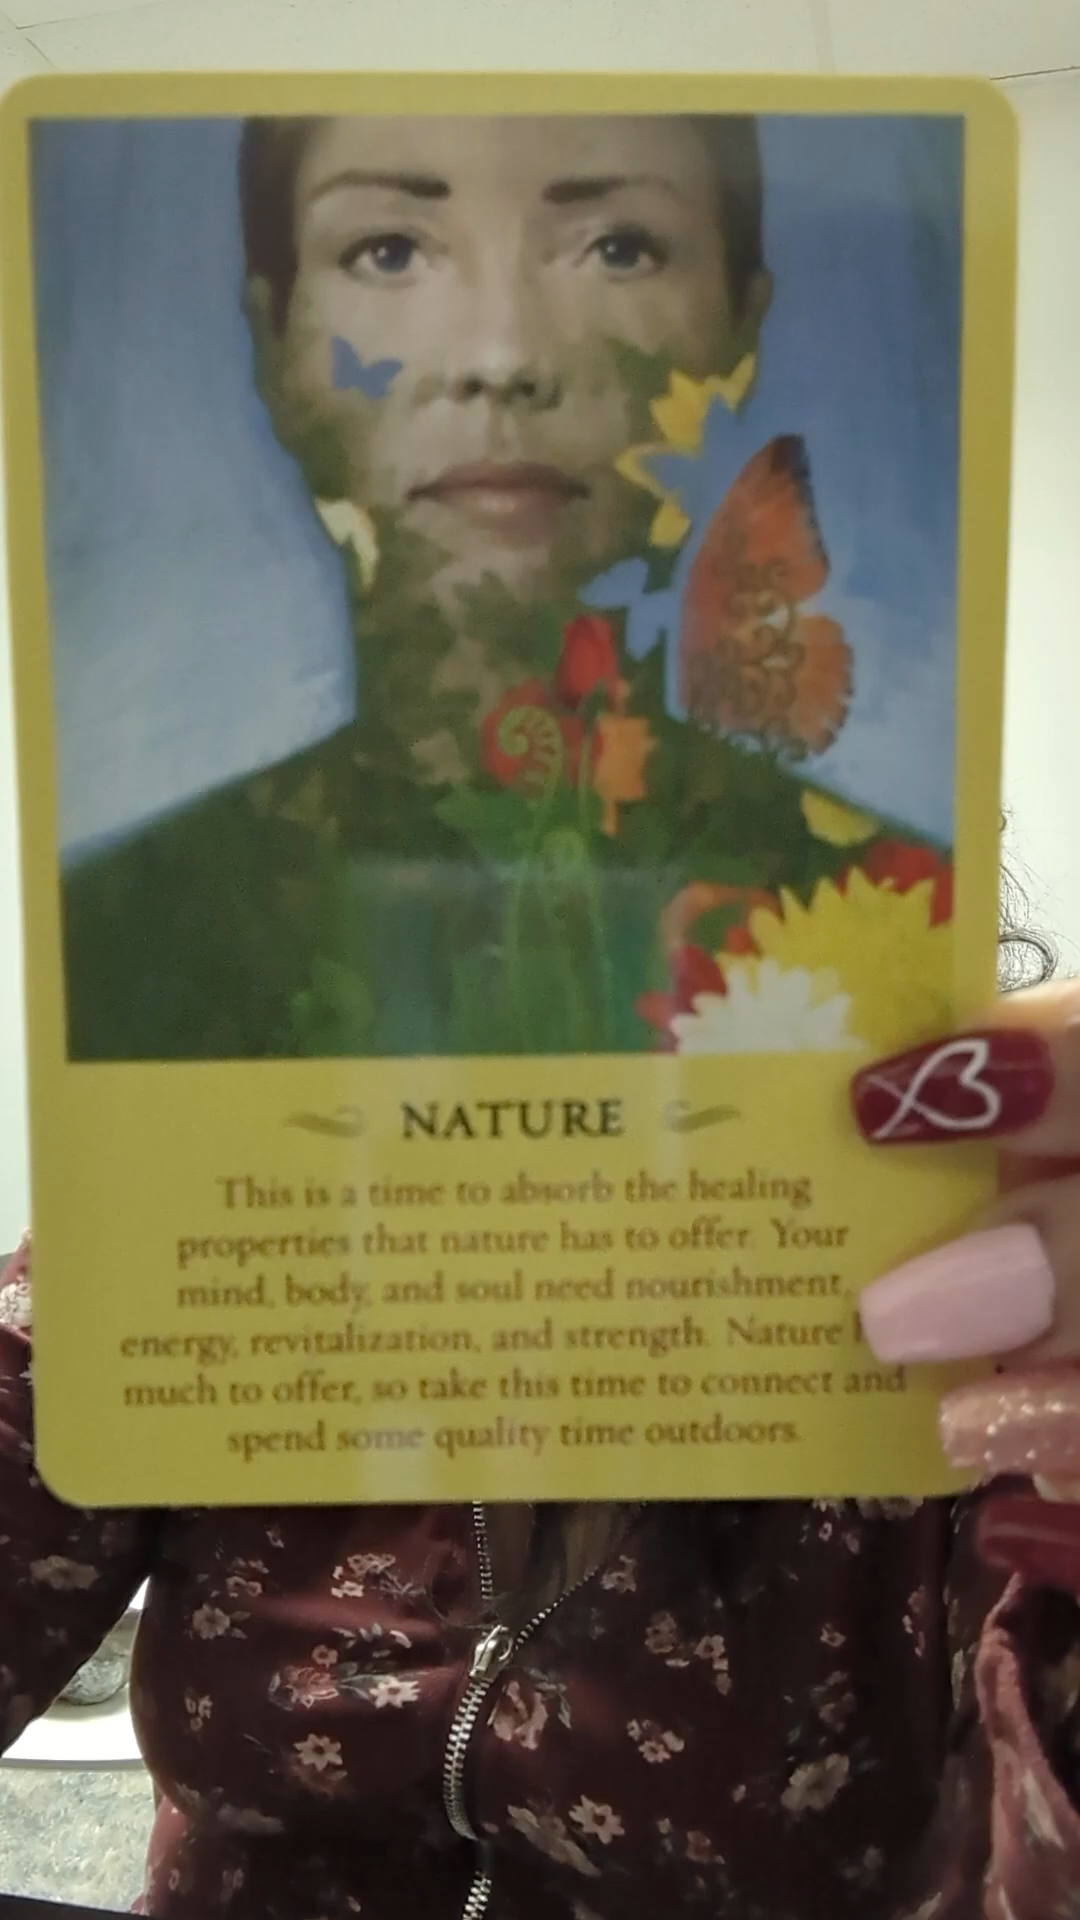 NATURE
This is a time to absorb the healing
properties that nature has to offer. Your
mind, body, and soul need nourishment,
energy, revitalization, and strength. Nature
much to offer, so take this time to connect and
spend some quality time outdoors.